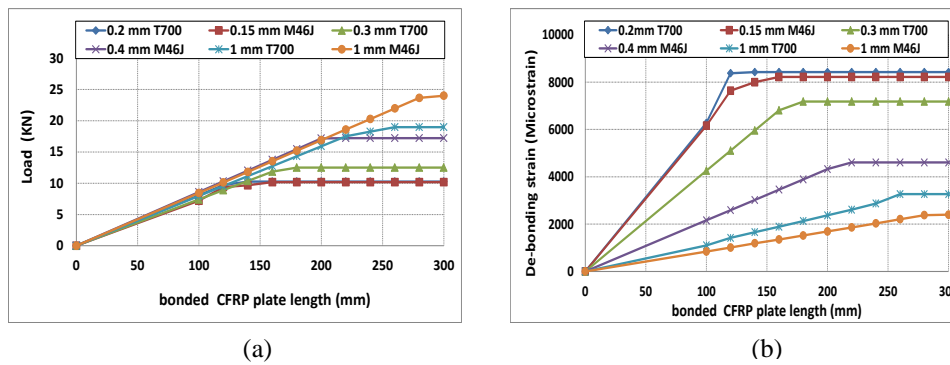 (a)
0.2 mm T700 0.15 mm M46J 0.3 mm T700
0.4 mm M46J 1 mm T700 1 mm M46J
Load (KN)
30
25
20
15
10
5
0
0 50 100 150 200 250 300
bonded CFRP plate length (mm)
(b)
0.2mm T700 0.15 mm M46J 0.3 mm T700
0.4 mm M46J 1 mm T700 1 mm M46J
De-bonding strain (Microstrain)
10000
8000
6000
4000
2000
0
0 50 100 150 200 250
bonded CFRP plate length (mm)